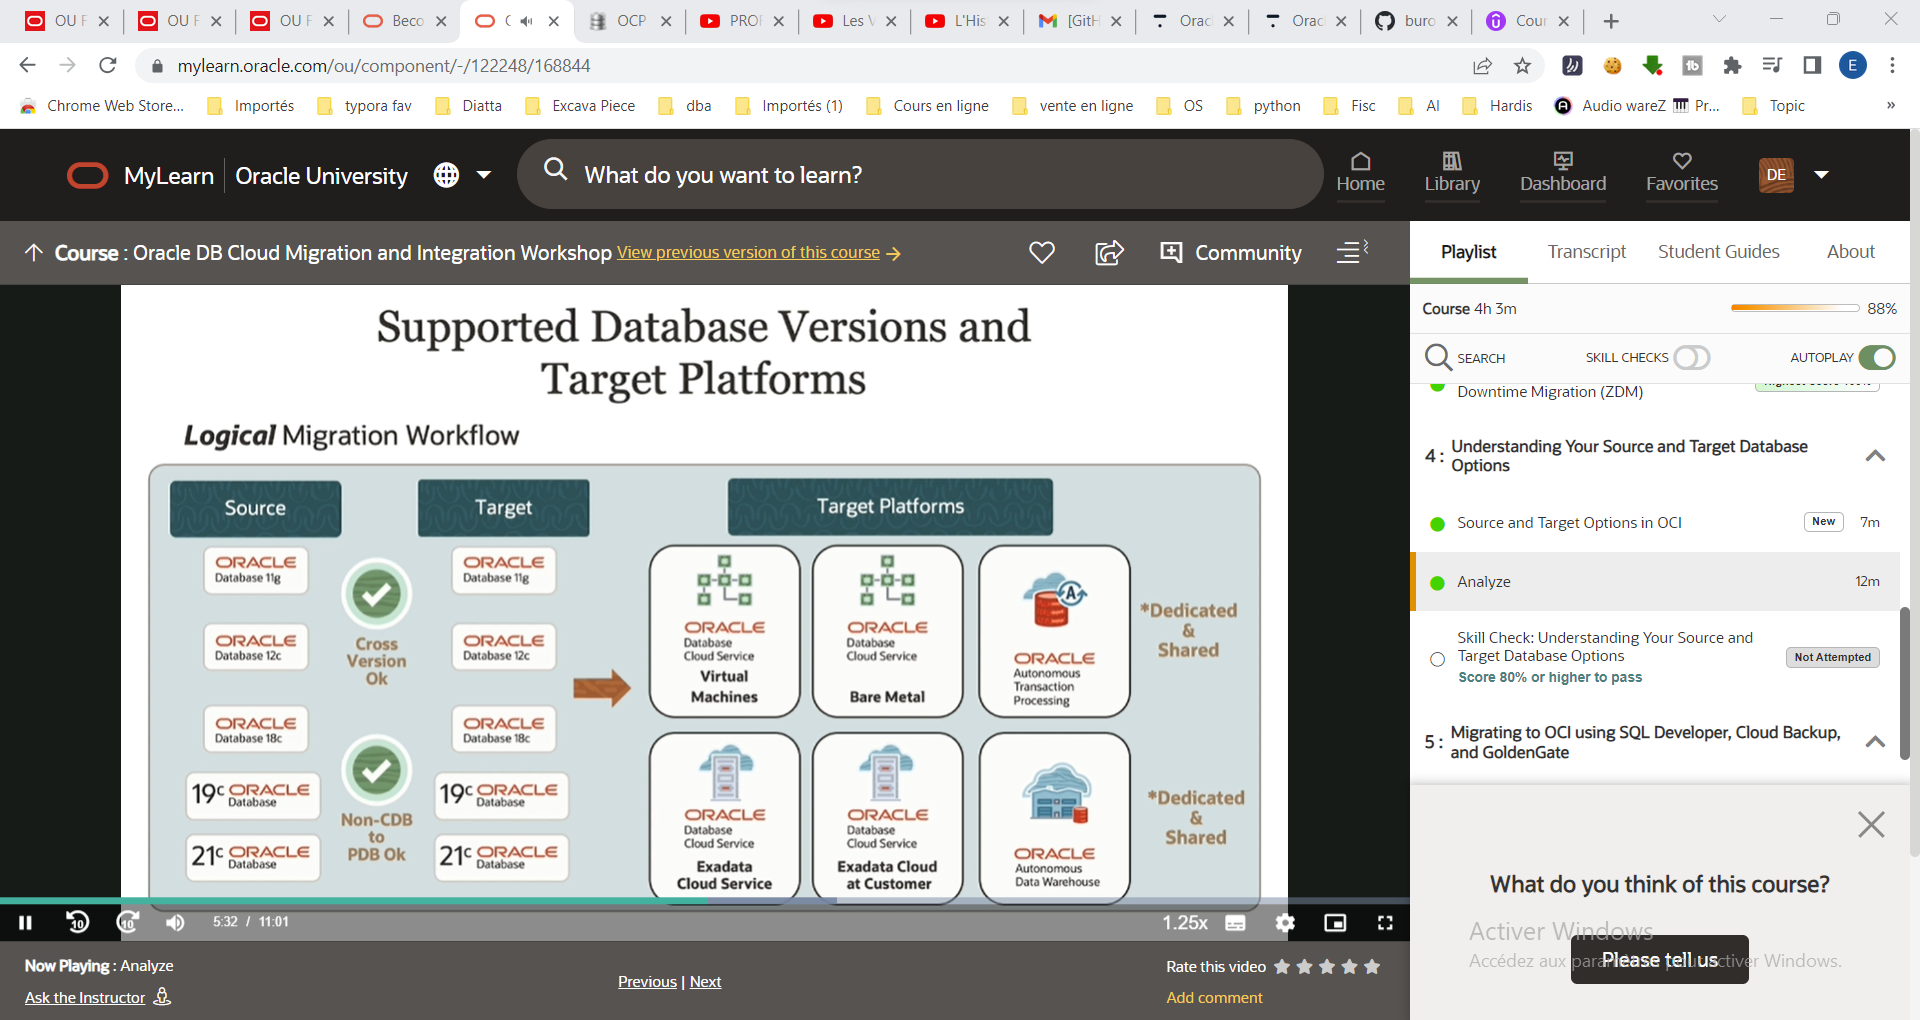 OU F
OU F
OU F
Beco
OCP
PROF
Les V
L'His
[GitH
Orac
Orac
buro
Cour
mylearn.oracle.com/ou/component/-/122248/168844
E
Chrome Web Store...
Importés
typora fav
Diatta
Excava Piece
dba
Importés (1)
Cours en ligne
vente en ligne
OS
python
Fisc
AI
Hardis
Audio wareZ
Pr...
Topic
»
MyLearn
Oracle University
What do you want to learn?
Home
Library
Dashboard
Favorites
DE
Course : Oracle DB Cloud Migration and Integration Workshop View previous version of this course
Community
Playlist
Transcript
Student Guides
About
Course 4h 3m
88%
SEARCH
SKILL CHECKS
AUTOPLAY
Downtime Migration (ZDM)
4 : Understanding Your Source and Target Database
Options
Source and Target Options in OCI
New
7m
Analyze
12m
Skill Check: Understanding Your Source and
Target Database Options
Not Attempted
Score 80% or higher to pass
5 : Migrating to OCI using SQL Developer, Cloud Backup,
and GoldenGate
What do you think of this course?
Please tell us
Activer Windows
Supported Database Versions and
Target Platforms
Logical Migration Workflow
Source
Target
Target Platforms
ORACLE
Database 11g
ORACLE
Database 12c
ORACLE
Database 18c
19c ORACLE
Database
21c ORACLE
Database
Cross
Version
Ok
Non-CDB
to
PDB Ok
ORACLE
Database 11g
ORACLE
Database 12c
ORACLE
Database 18c
19c ORACLE
Database
21c ORACLE
Database
ORACLE
Database
Cloud Service
Virtual
Machines
ORACLE
Database
Cloud Service
Bare Metal
A
ORACLE
Autonomous
Transaction
Processing
*Dedicated
&
Shared
ORACLE
Database
Cloud Service
Exadata
Cloud Service
ORACLE
Database
Cloud Service
Exadata Cloud
at Customer
ORACLE
Autonomous
Data Warehouse
*Dedicated
&
Shared
10
10
5:32 / 11:01
1.25x
Now Playing : Analyze
Ask the Instructor
Previous | Next
Rate this video
Add comment